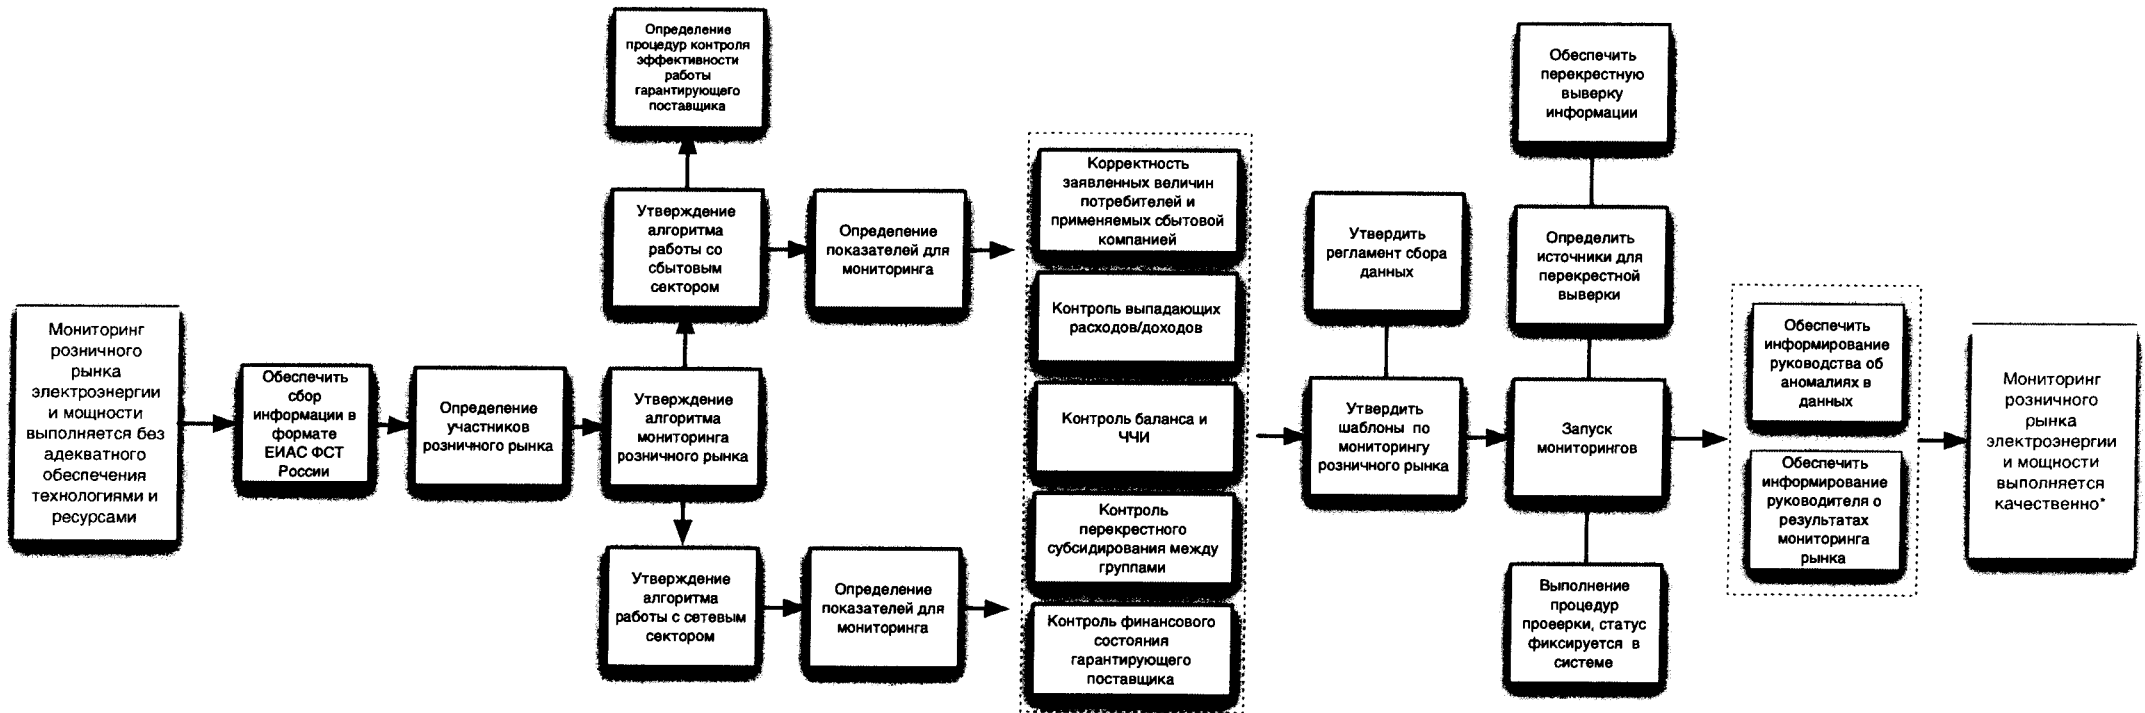 Мониторинг
розничного
рынка
электроэнергии
и мощности
выполняется без
адекватного
обеспечения
технологиями и
ресурсами
Обеспечить
сбор
информации в
формате
ЕИАС ФСТ
России
Определение
участников
розничного рынка
Определение
процедур контроля
эффективности
работы
гарантирующего
поставщика
Утверждение
алгоритма
работы со
сбытовым
сектором
Утверждение
алгоритма
мониторинга
розничного рынка
Утверждение
алгоритма
работы с сетевым
сектором
Определение
показателей для
мониторинга
Определение
показателей для
мониторинга
Корректность
заявленных величин
потребителей и
применяемых сбытовой
компанией
Контроль выпадающих
расходов/доходов
Контроль баланса и
ЧЧИ
Контроль
перекрестного
субсидирования между
группами
Контроль финансового
состояния
гарантирующего
поставщика
Утвердить
регламент сбора
данных
Утвердить
шаблоны по
мониторингу
розничного рынка
Обеспечить
перекрестную
выверку
информации
Определить
источники для
перекрестной
выверки
Запуск
мониторингов
Выполнение
процедур
проверки, статус
фиксируется в
системе
Обеспечить
информирование
руководства об
аномалиях в
данных
Обеспечить
информирование
руководителя о
результатах
мониторинга
рынка
Мониторинг
розничного
рынка
электроэнергии
и мощности
выполняется
качественно*